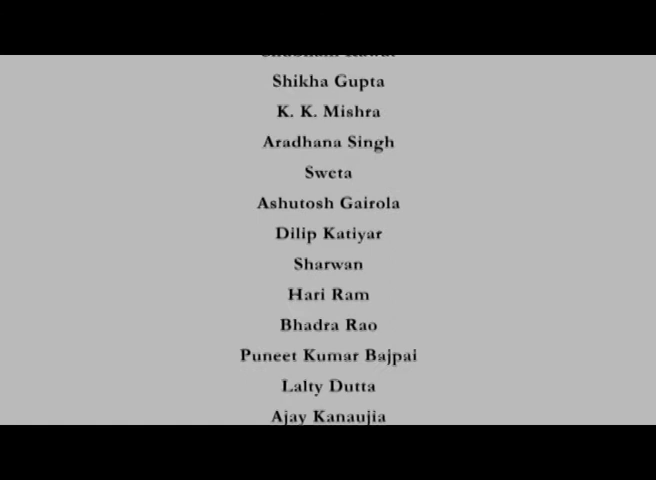 Shikha Gupta
K. K. Mishra
Aradhana Singh
Sweta
Ashutosh Gairola
Dilip Katiyar
Sharwan
Hari Ram
Bhadra Rao
Puneet Kumar Bajpai
Lalty Dutta
Ajay Kanaujia